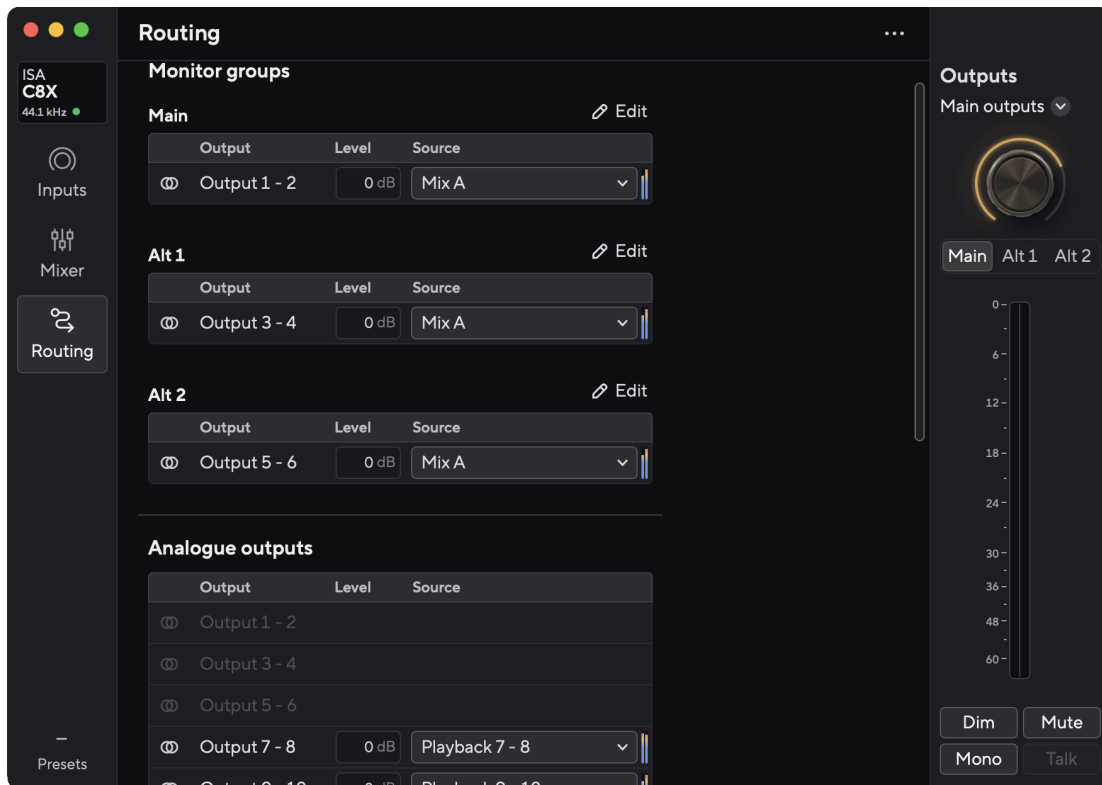 Routing
...
ISA
C8X
44.1 kHz
Inputs
Mixer
Routing
Presets
Monitor groups
Main
Edit
Output Level Source
Output 1 - 2 0 dB Mix A
Alt 1
Edit
Output Level Source
Output 3 - 4 0 dB Mix A
Alt 2
Edit
Output Level Source
Output 5 - 6 0 dB Mix A
Analogue outputs
Output Level Source
Output 1 - 2
Output 3 - 4
Output 5 - 6
Output 7 - 8 0 dB Playback 7 - 8
Outputs
Main outputs
Main Alt 1 Alt 2
0
6
12
18
24
30
36
48
60
Dim Mute
Mono Talk